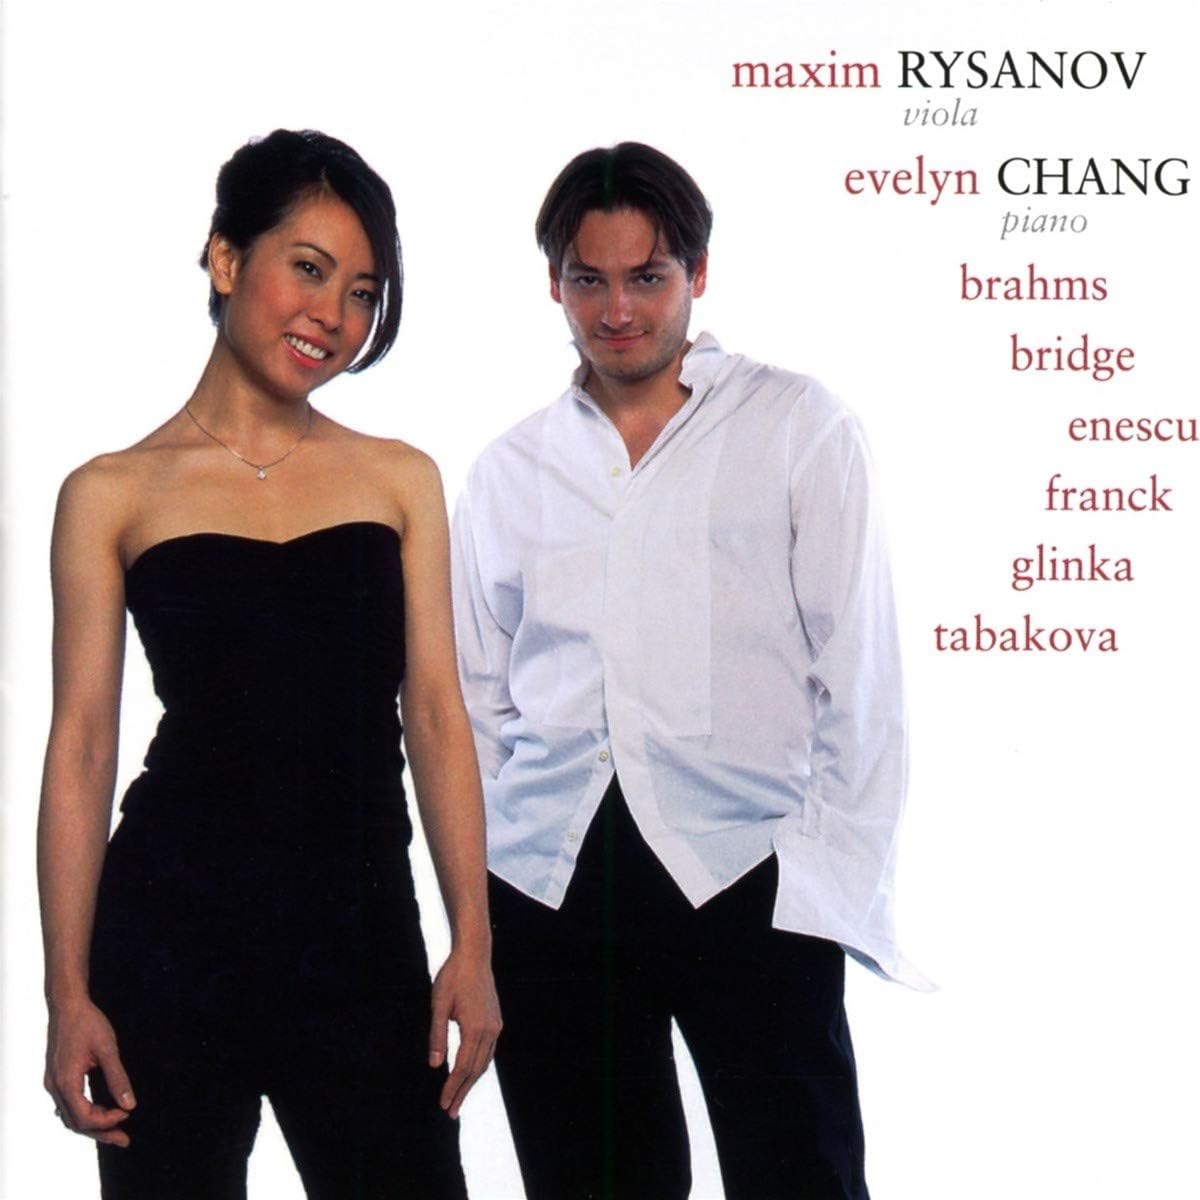 maxim RYSANOV
viola
evelyn CHANG
piano
brahms
bridge
enescu
franck
glinka
tabakova